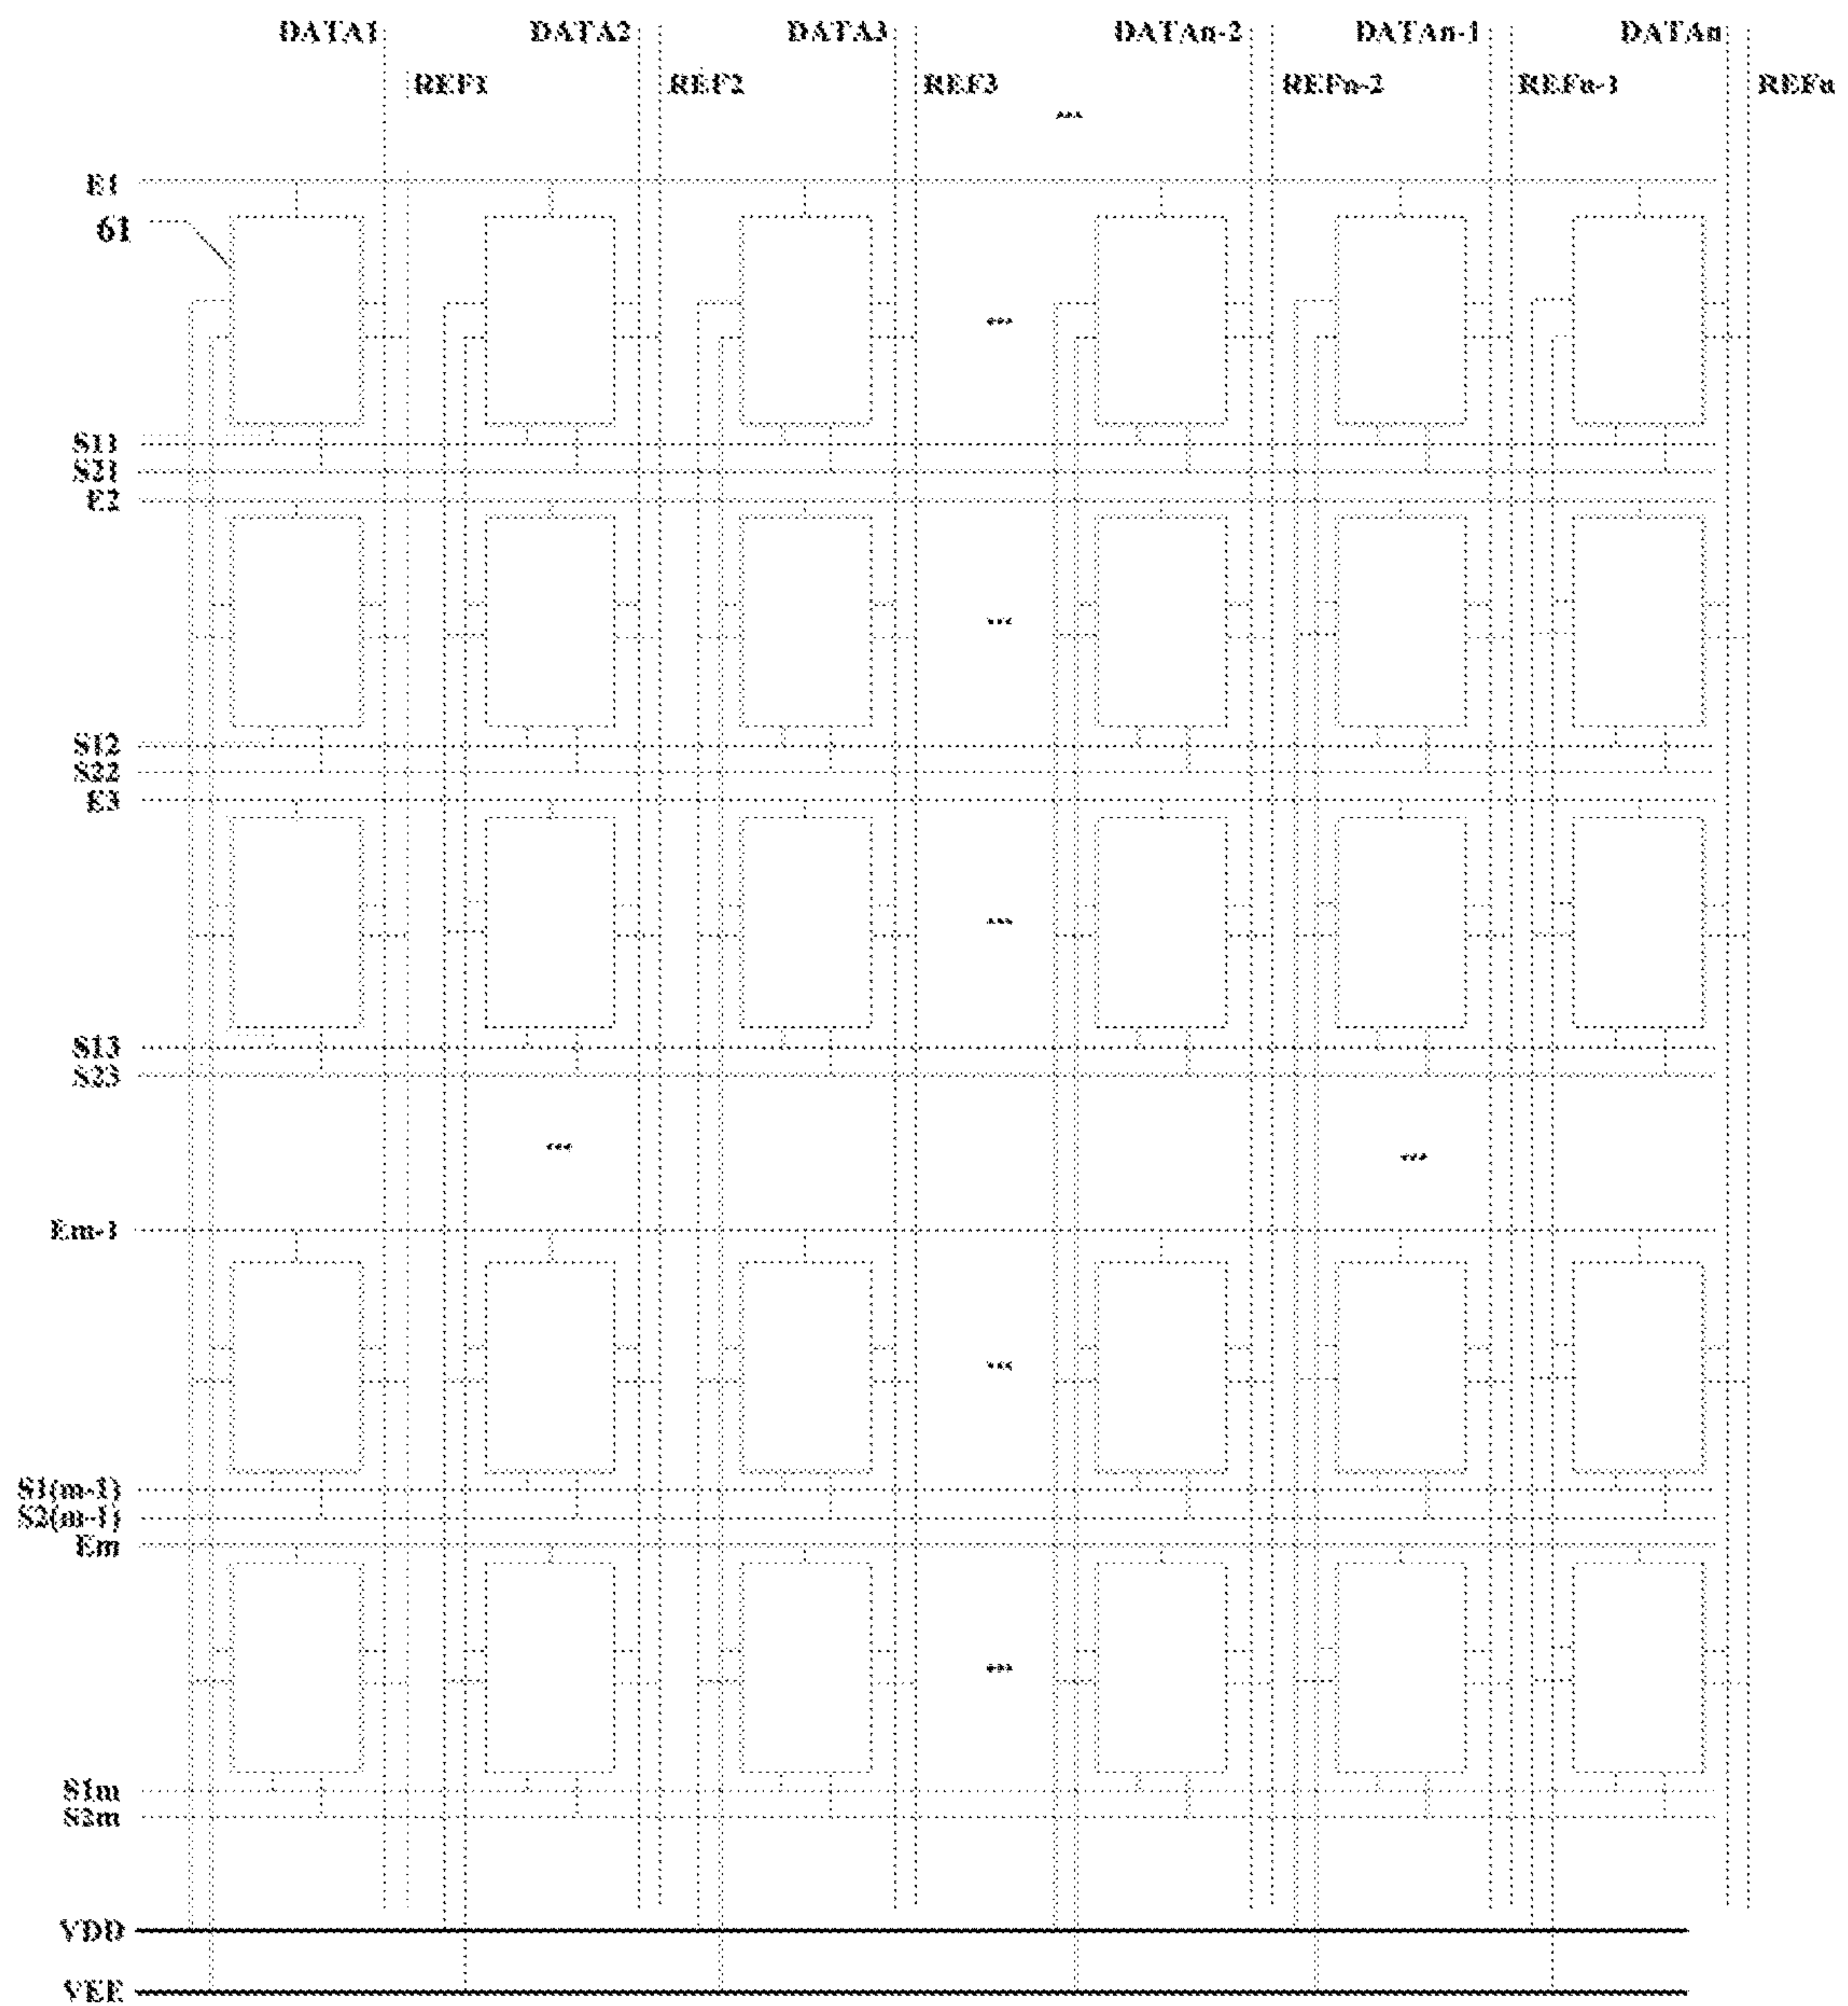 DATA1 DATA2 DATA3 DATAn-2 DATAn-1 DATAn
REF1 REF2 REF3 REFn-2 REFn-1 REFn
...
E1
61
...
S11
S21
E2
...
S12
S22
E3
...
S13
S23
... ...
Em-1
...
S1(m-1)
S2(m-1)
Em
...
S1m
S2m
VDD
VEE